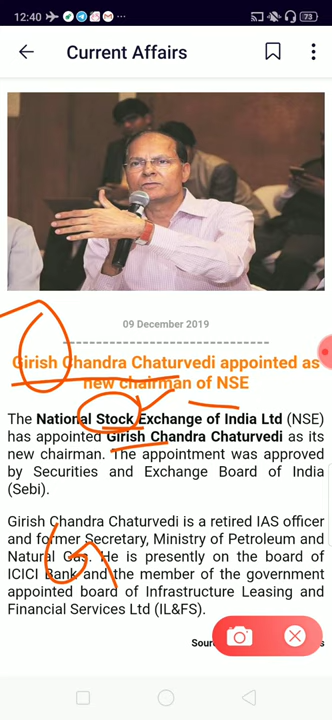 12:40
73
Current Affairs
09 December 2019
Girish Chandra Chaturvedi appointed as
new chairman of NSE
The National Stock Exchange of India Ltd (NSE)
has appointed Girish Chandra Chaturvedi as its
new chairman. The appointment was approved
by Securities and Exchange Board of India
(Sebi).
Girish Chandra Chaturvedi is a retired IAS officer
and former Secretary, Ministry of Petroleum and
Natural Gas. He is presently on the board of
ICICI Bank and the member of the government
appointed board of Infrastructure Leasing and
Financial Services Ltd (IL&FS).